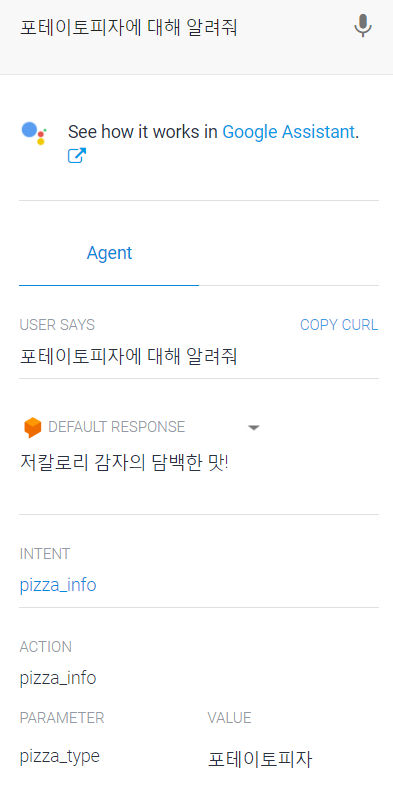 포테이토피자에 대해 알려줘
See how it works in Google Assistant.
Agent
USER SAYS COPY CURL
포테이토피자에 대해 알려줘
DEFAULT RESPONSE
저칼로리 감자의 담백한 맛!
INTENT
pizza_info
ACTION
pizza_info
PARAMETER VALUE
pizza_type 포테이토피자